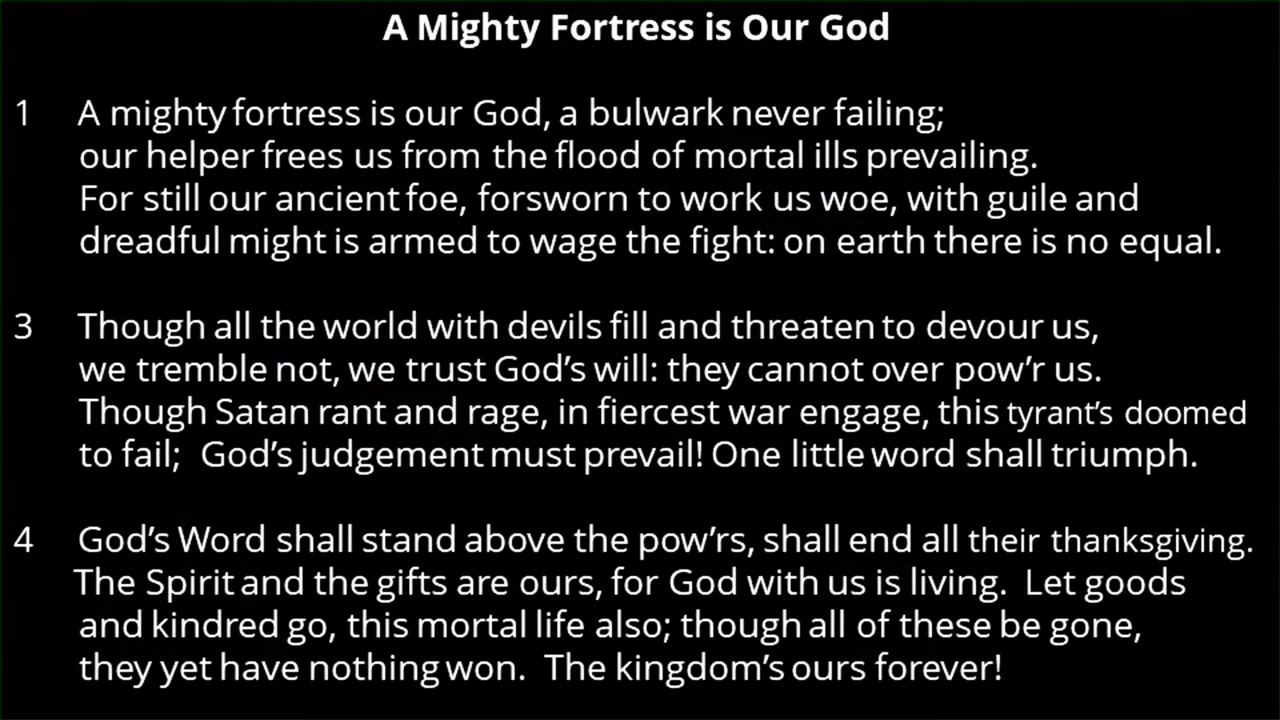 A Mighty Fortress is Our God
1 A mighty fortress is our God, a bulwark never failing;
our helper frees us from the flood of mortal ills prevailing.
For still our ancient foe, forsworn to work us woe, with guile and
dreadful might is armed to wage the fight: on earth there is no equal.
3 Though all the world with devils fill and threaten to devour us,
we tremble not, we trust God’s will: they cannot over pow’r us.
Though Satan rant and rage, in fiercest war engage, this tyrant’s doomed
to fail; God’s judgement must prevail! One little word shall triumph.
4 God’s Word shall stand above the pow’rs, shall end all their thanksgiving.
The Spirit and the gifts are ours, for God with us is living. Let goods
and kindred go, this mortal life also; though all of these be gone,
they yet have nothing won. The kingdom’s ours forever!